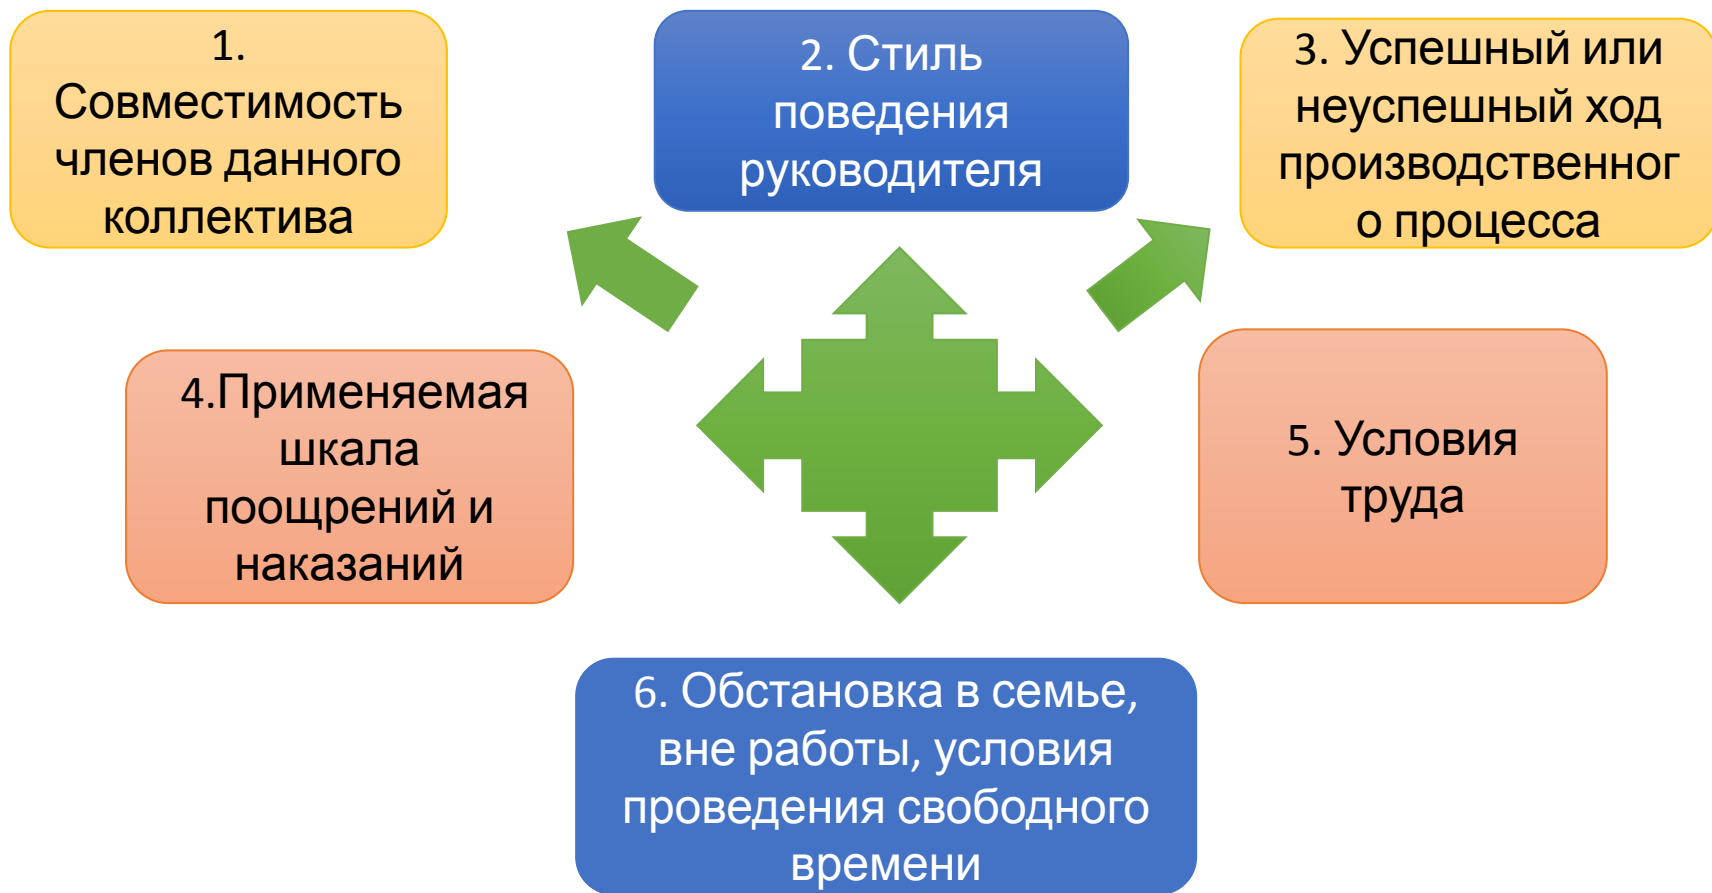 1.
Совместимость
членов данного
коллектива
2. Стиль
поведения
руководителя
3. Успешный или
неуспешный ход
производственног
о процесса
4.Применяемая
шкала
поощрений и
наказаний
5. Условия
труда
6. Обстановка в семье,
вне работы, условия
проведения свободного
времени